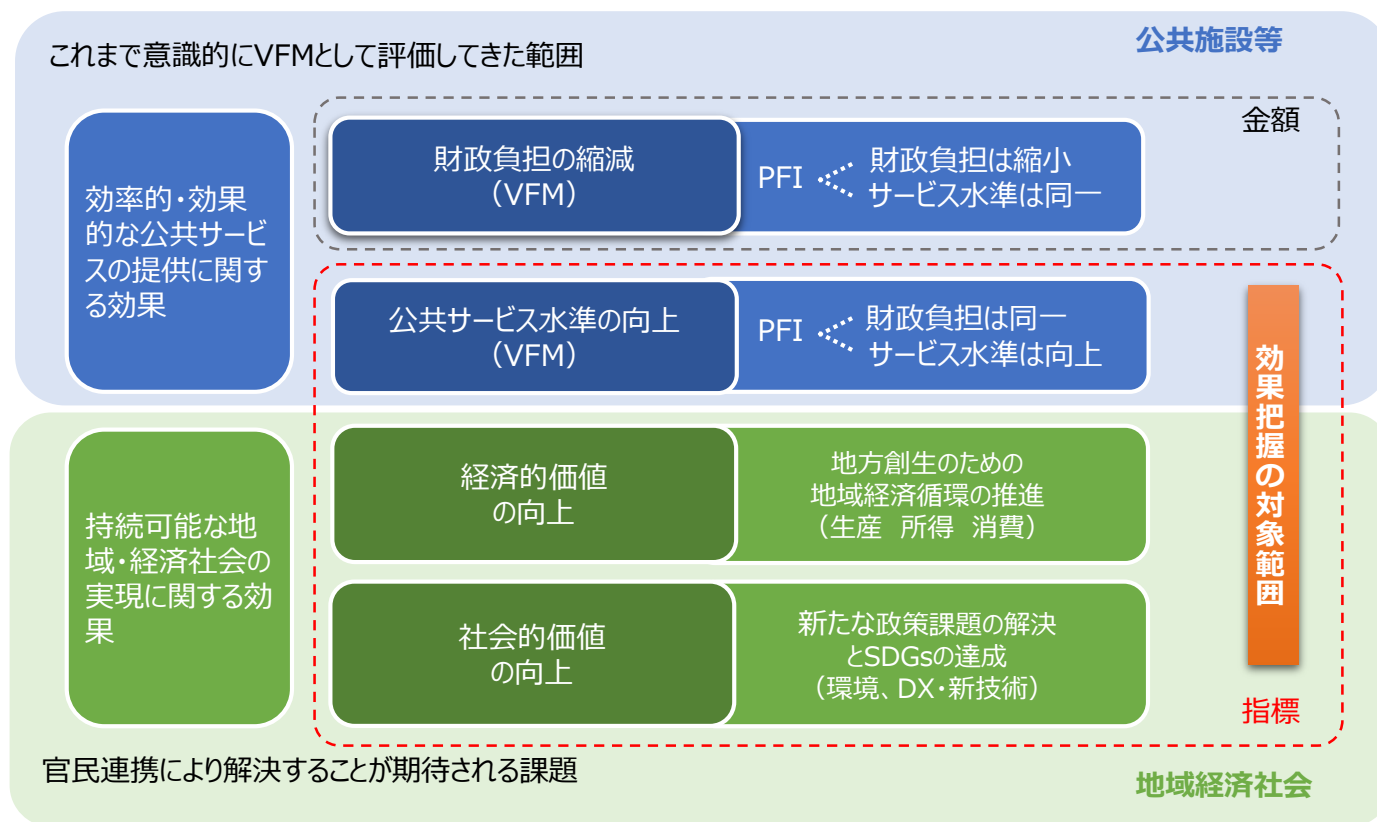 これまで意識的にVFMとして評価してきた範囲
公共施設等
金額
効率的・効果
的な公共サービ
スの提供に関す
る効果
財政負担の縮減
（VFM）
PFI
財政負担は縮小
サービス水準は同一
公共サービス水準の向上
（VFM）
PFI
財政負担は同一
サービス水準は向上
効果把握の対象範囲
持続可能な地
域・経済社会の
実現に関する効
果
経済的価値
の向上
地方創生のための
地域経済循環の推進
（生産　所得　消費）
社会的価値
の向上
新たな政策課題の解決
とSDGsの達成
（環境、DX・新技術）
指標
官民連携により解決することが期待される課題
地域経済社会